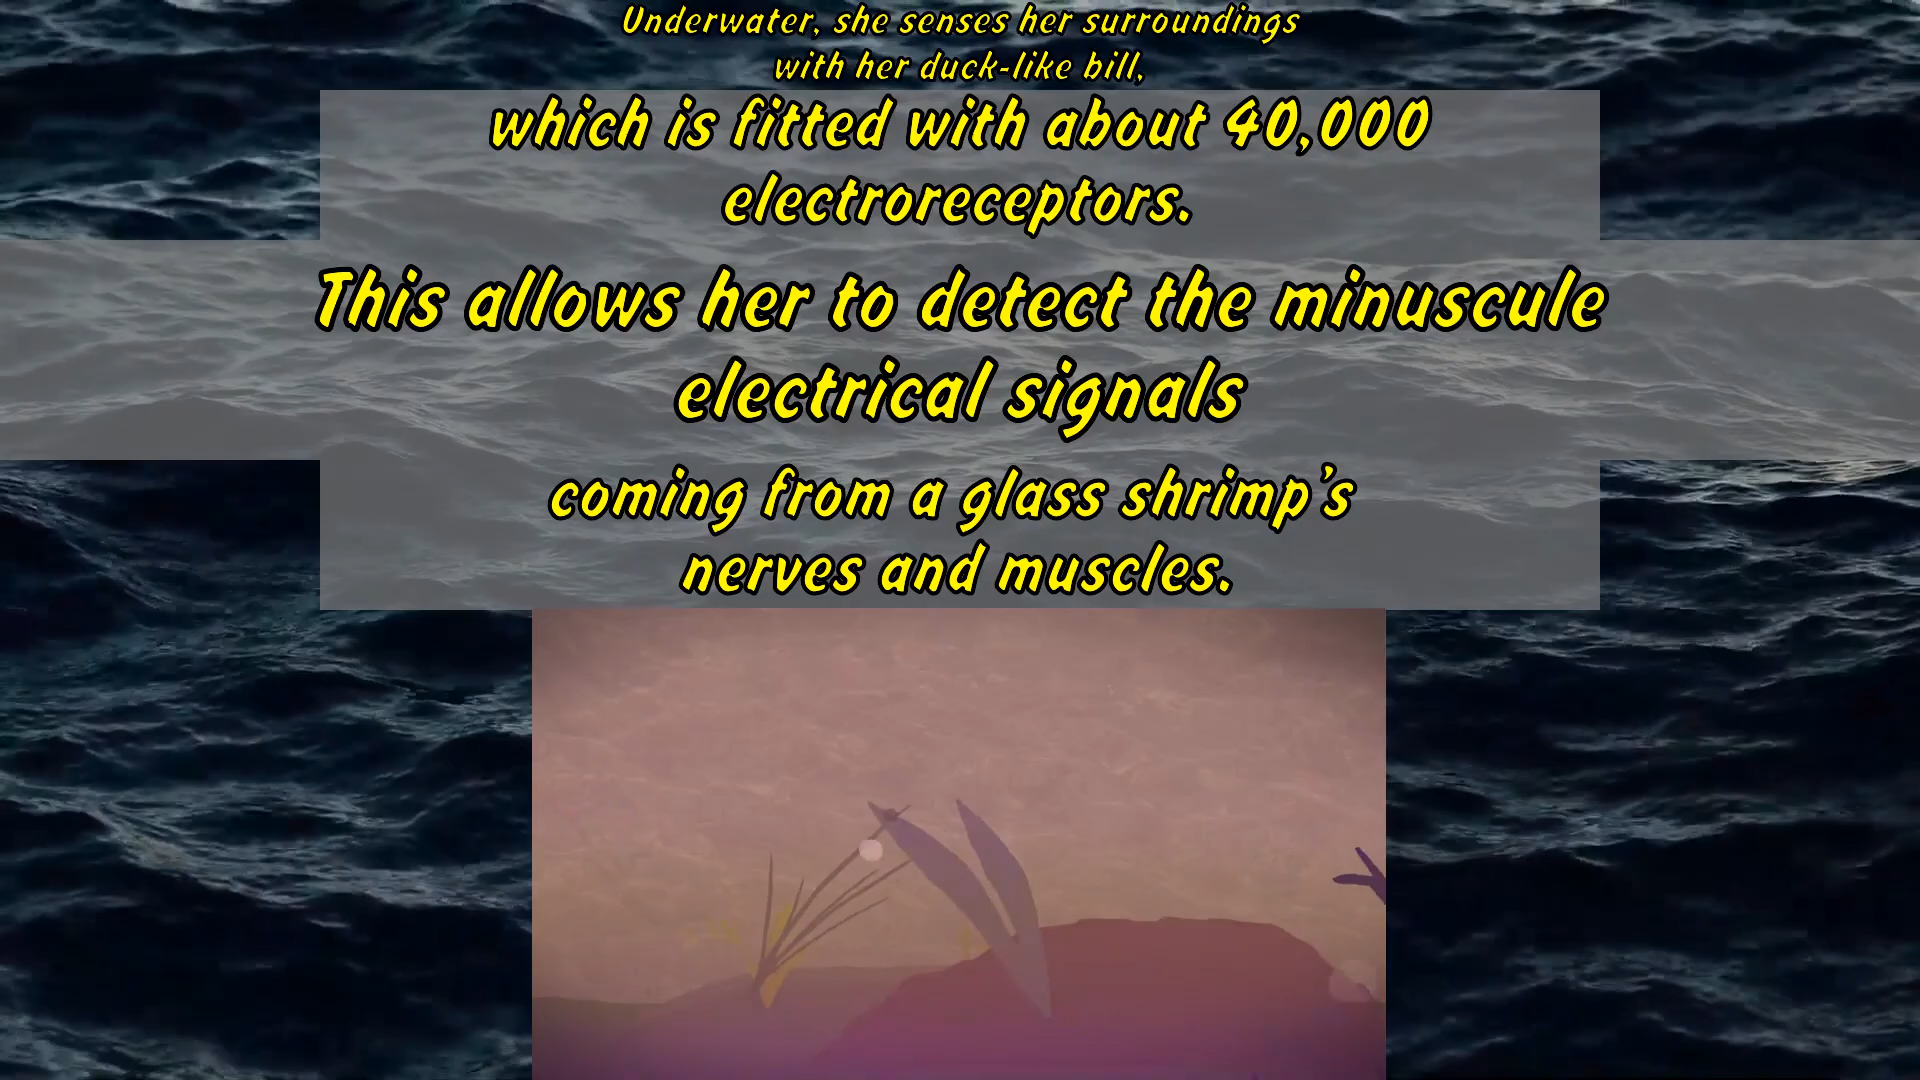 Underwater, she senses her surroundings
with her duck-like bill,
which is fitted with about 40,000
electroreceptors.
This allows her to detect the minuscule
electrical signals
coming from a glass shrimp’s
nerves and muscles.